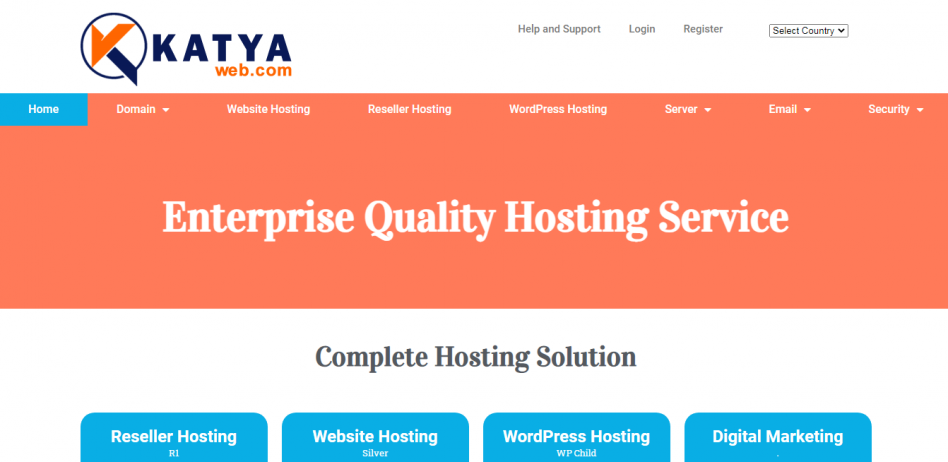 KATYA
web.com
Help and Support Login Register Select Country
Home Domain Website Hosting Reseller Hosting WordPress Hosting Server Email Security
Enterprise Quality Hosting Service
Complete Hosting Solution
Reseller Hosting Website Hosting WordPress Hosting Digital Marketing
R1 Silver WP Child .